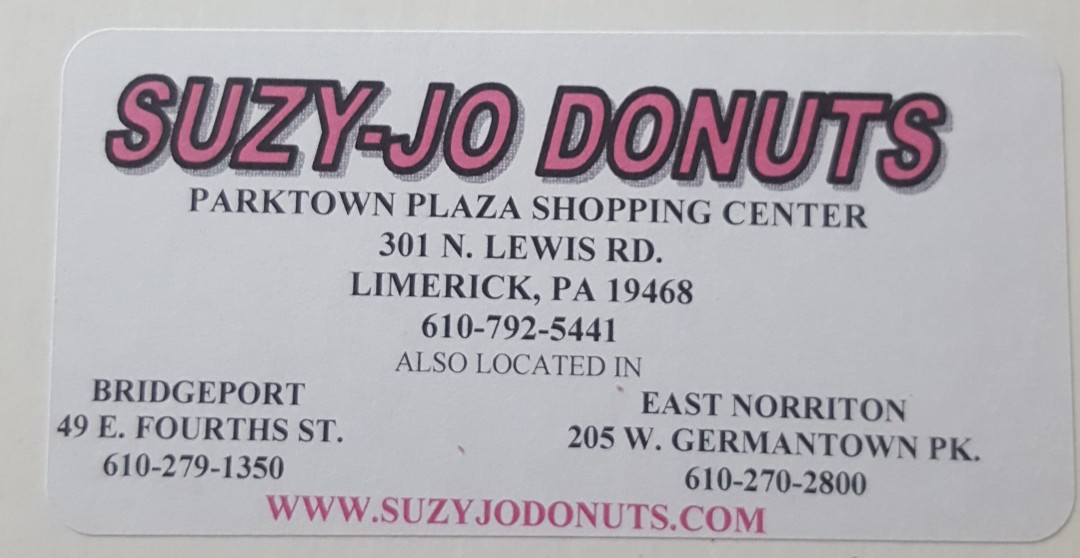 SUZY-JO DONUTS
PARKTOWN PLAZA SHOPPING CENTER
301 N. LEWIS RD.
LIMERICK, PA 19468
610-792-5441
ALSO LOCATED IN
BRIDGEPORT
49 E. FOURTHS ST.
610-279-1350
EAST NORRITON
205 W. GERMANTOWN PK.
610-270-2800
WWW.SUZYJODONUTS.COM